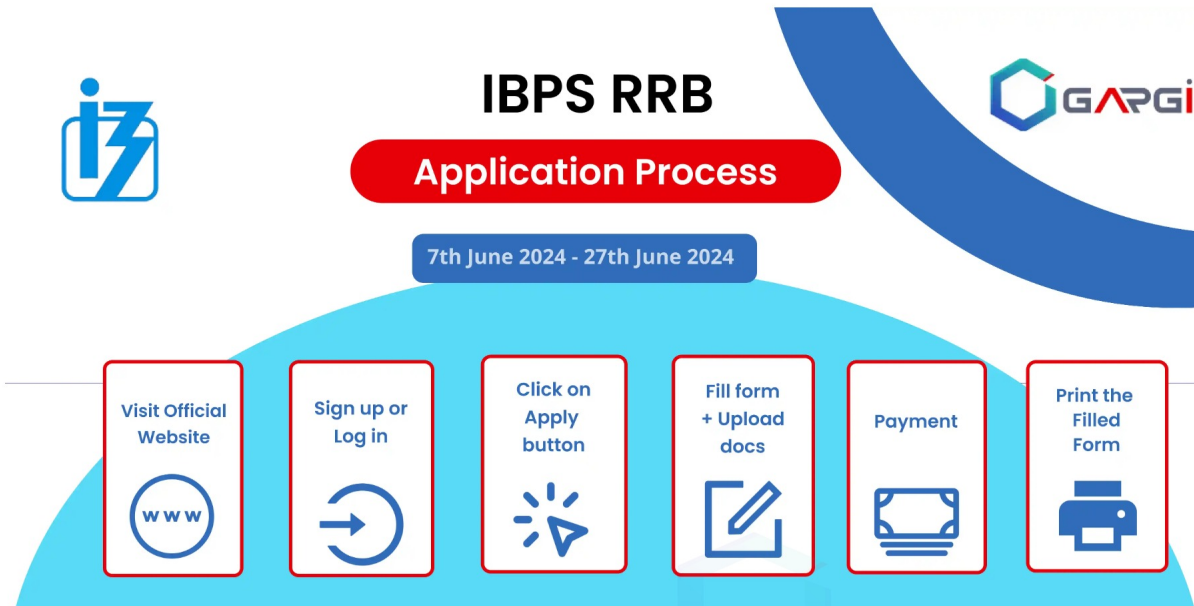 IBPS RRB
GARGi
Application Process
7th June 2024 - 27th June 2024
Visit Official
Website
www
Sign up or
Log in
Click on
Apply
button
Fill form
+ Upload
docs
Payment
Print the
Filled
Form